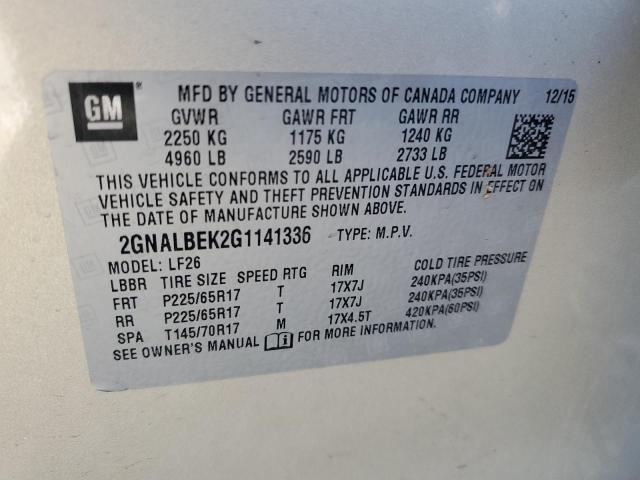 GM
MFD BY GENERAL MOTORS OF CANADA COMPANY 12/15
GVWR GAWR FRT GAWR RR
2250 KG 1175 KG 1240 KG
4960 LB 2590 LB 2733 LB
THIS VEHICLE CONFORMS TO ALL APPLICABLE U.S. FEDERAL MOTOR
VEHICLE SAFETY AND THEFT PREVENTION STANDARDS IN EFFECT ON
THE DATE OF MANUFACTURE SHOWN ABOVE.
2GNALBEK2G1141336 TYPE: M.P.V.
MODEL: LF26
LBBR TIRE SIZE SPEED RTG RIM COLD TIRE PRESSURE
FRT P225/65R17 T 17X7J 240KPA(35PSI)
RR P225/65R17 T 17X7J 240KPA(35PSI)
SPA T145/70R17 M 17X4.5T 420KPA(60PSI)
SEE OWNER'S MANUAL FOR MORE INFORMATION.